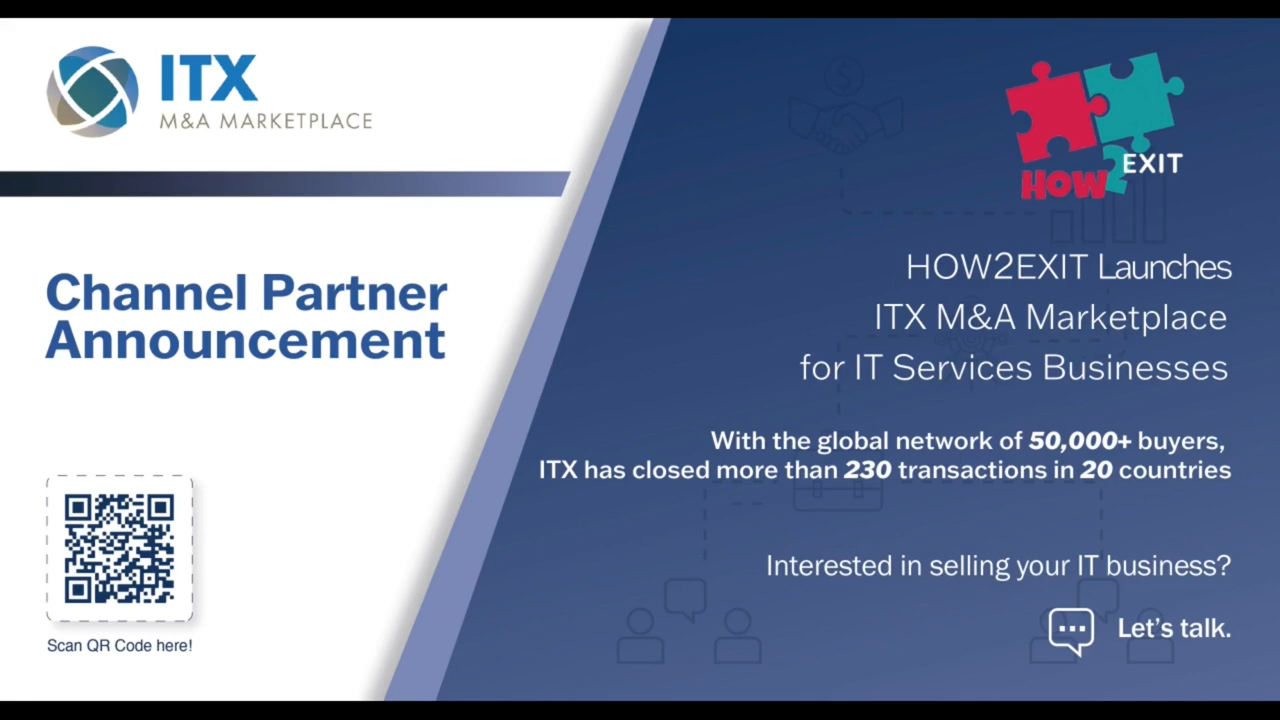 ITX
M&A MARKETPLACE
Channel Partner
Announcement
Scan QR Code here!
HOW2EXIT
HOW2EXIT Launches
ITX M&A Marketplace
for IT Services Businesses
With the global network of 50,000+ buyers,
ITX has closed more than 230 transactions in 20 countries
Interested in selling your IT business?
Let's talk.